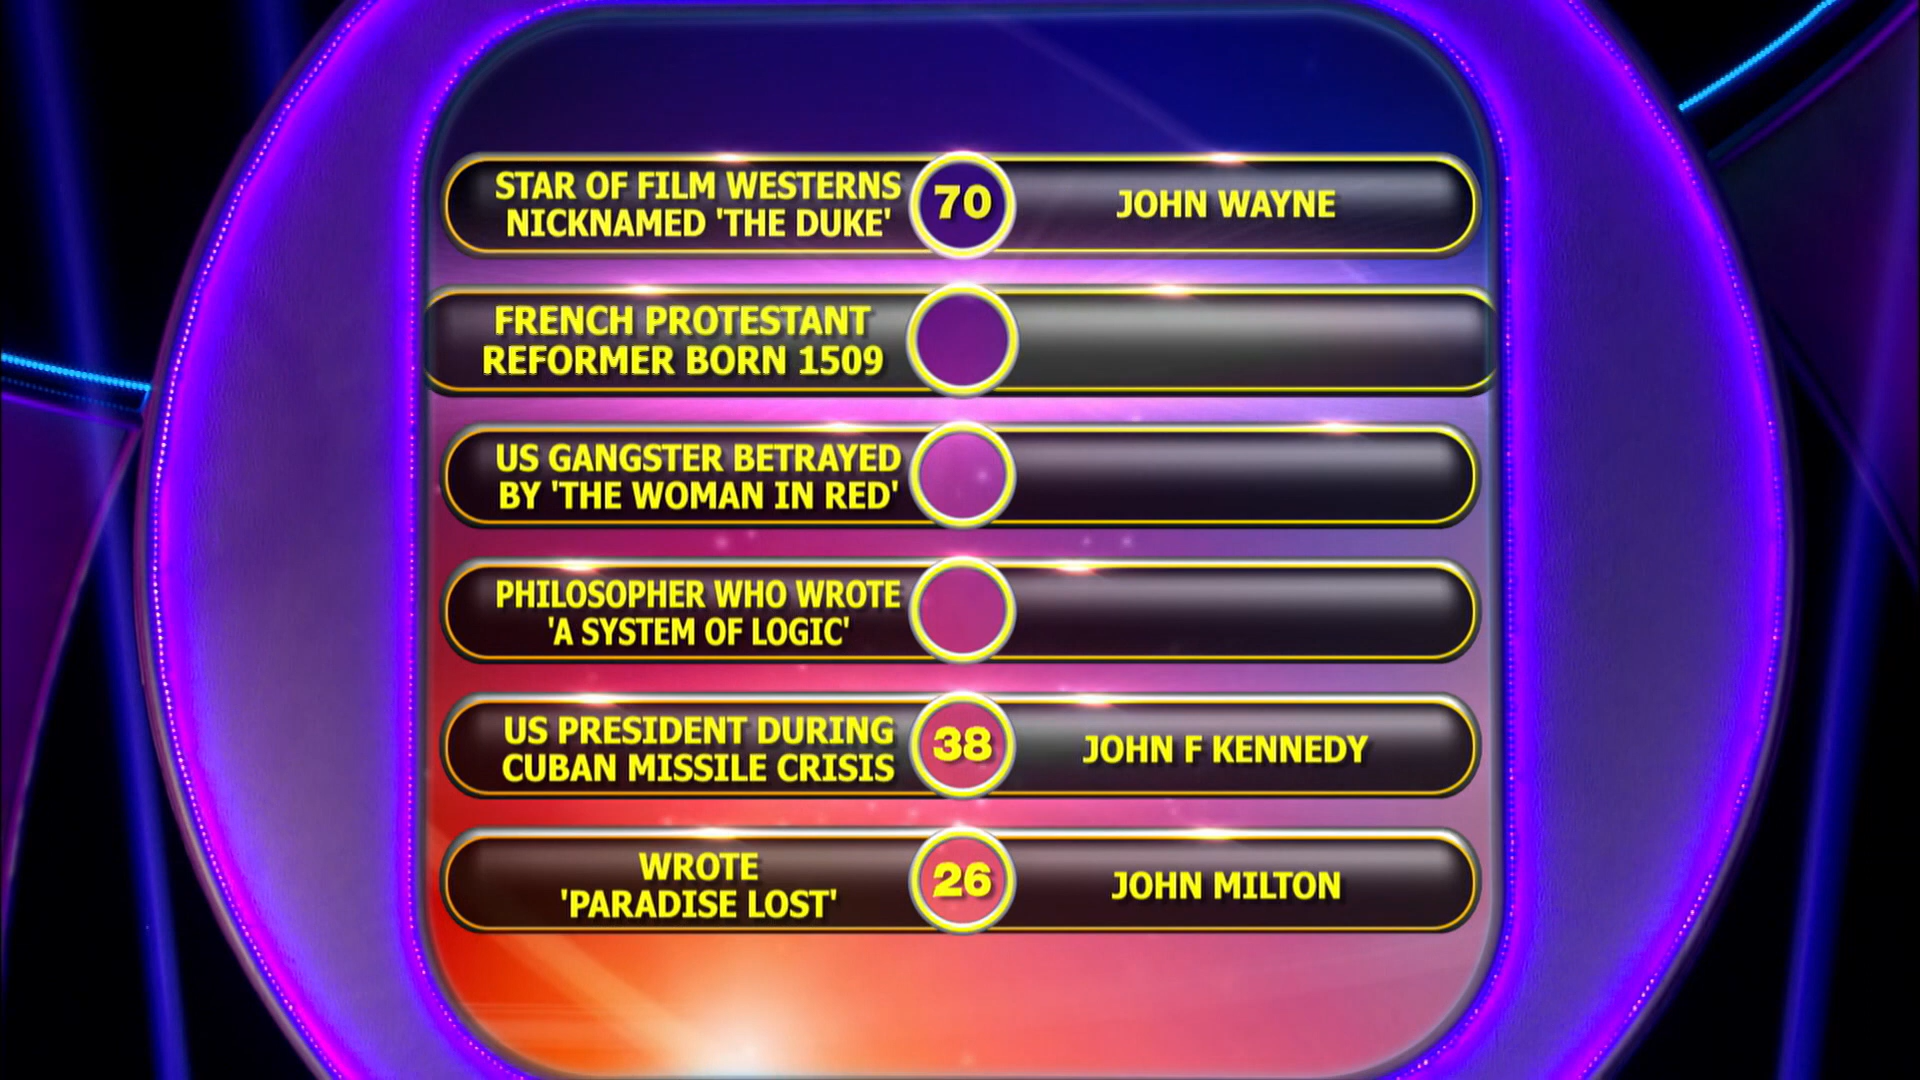 STAR OF FILM WESTERNS
NICKNAMED 'THE DUKE'
70
JOHN WAYNE
FRENCH PROTESTANT
REFORMER BORN 1509
US GANGSTER BETRAYED
BY 'THE WOMAN IN RED'
PHILOSOPHER WHO WROTE
'A SYSTEM OF LOGIC'
US PRESIDENT DURING
CUBAN MISSILE CRISIS
38
JOHN F KENNEDY
WROTE
'PARADISE LOST'
26
JOHN MILTON